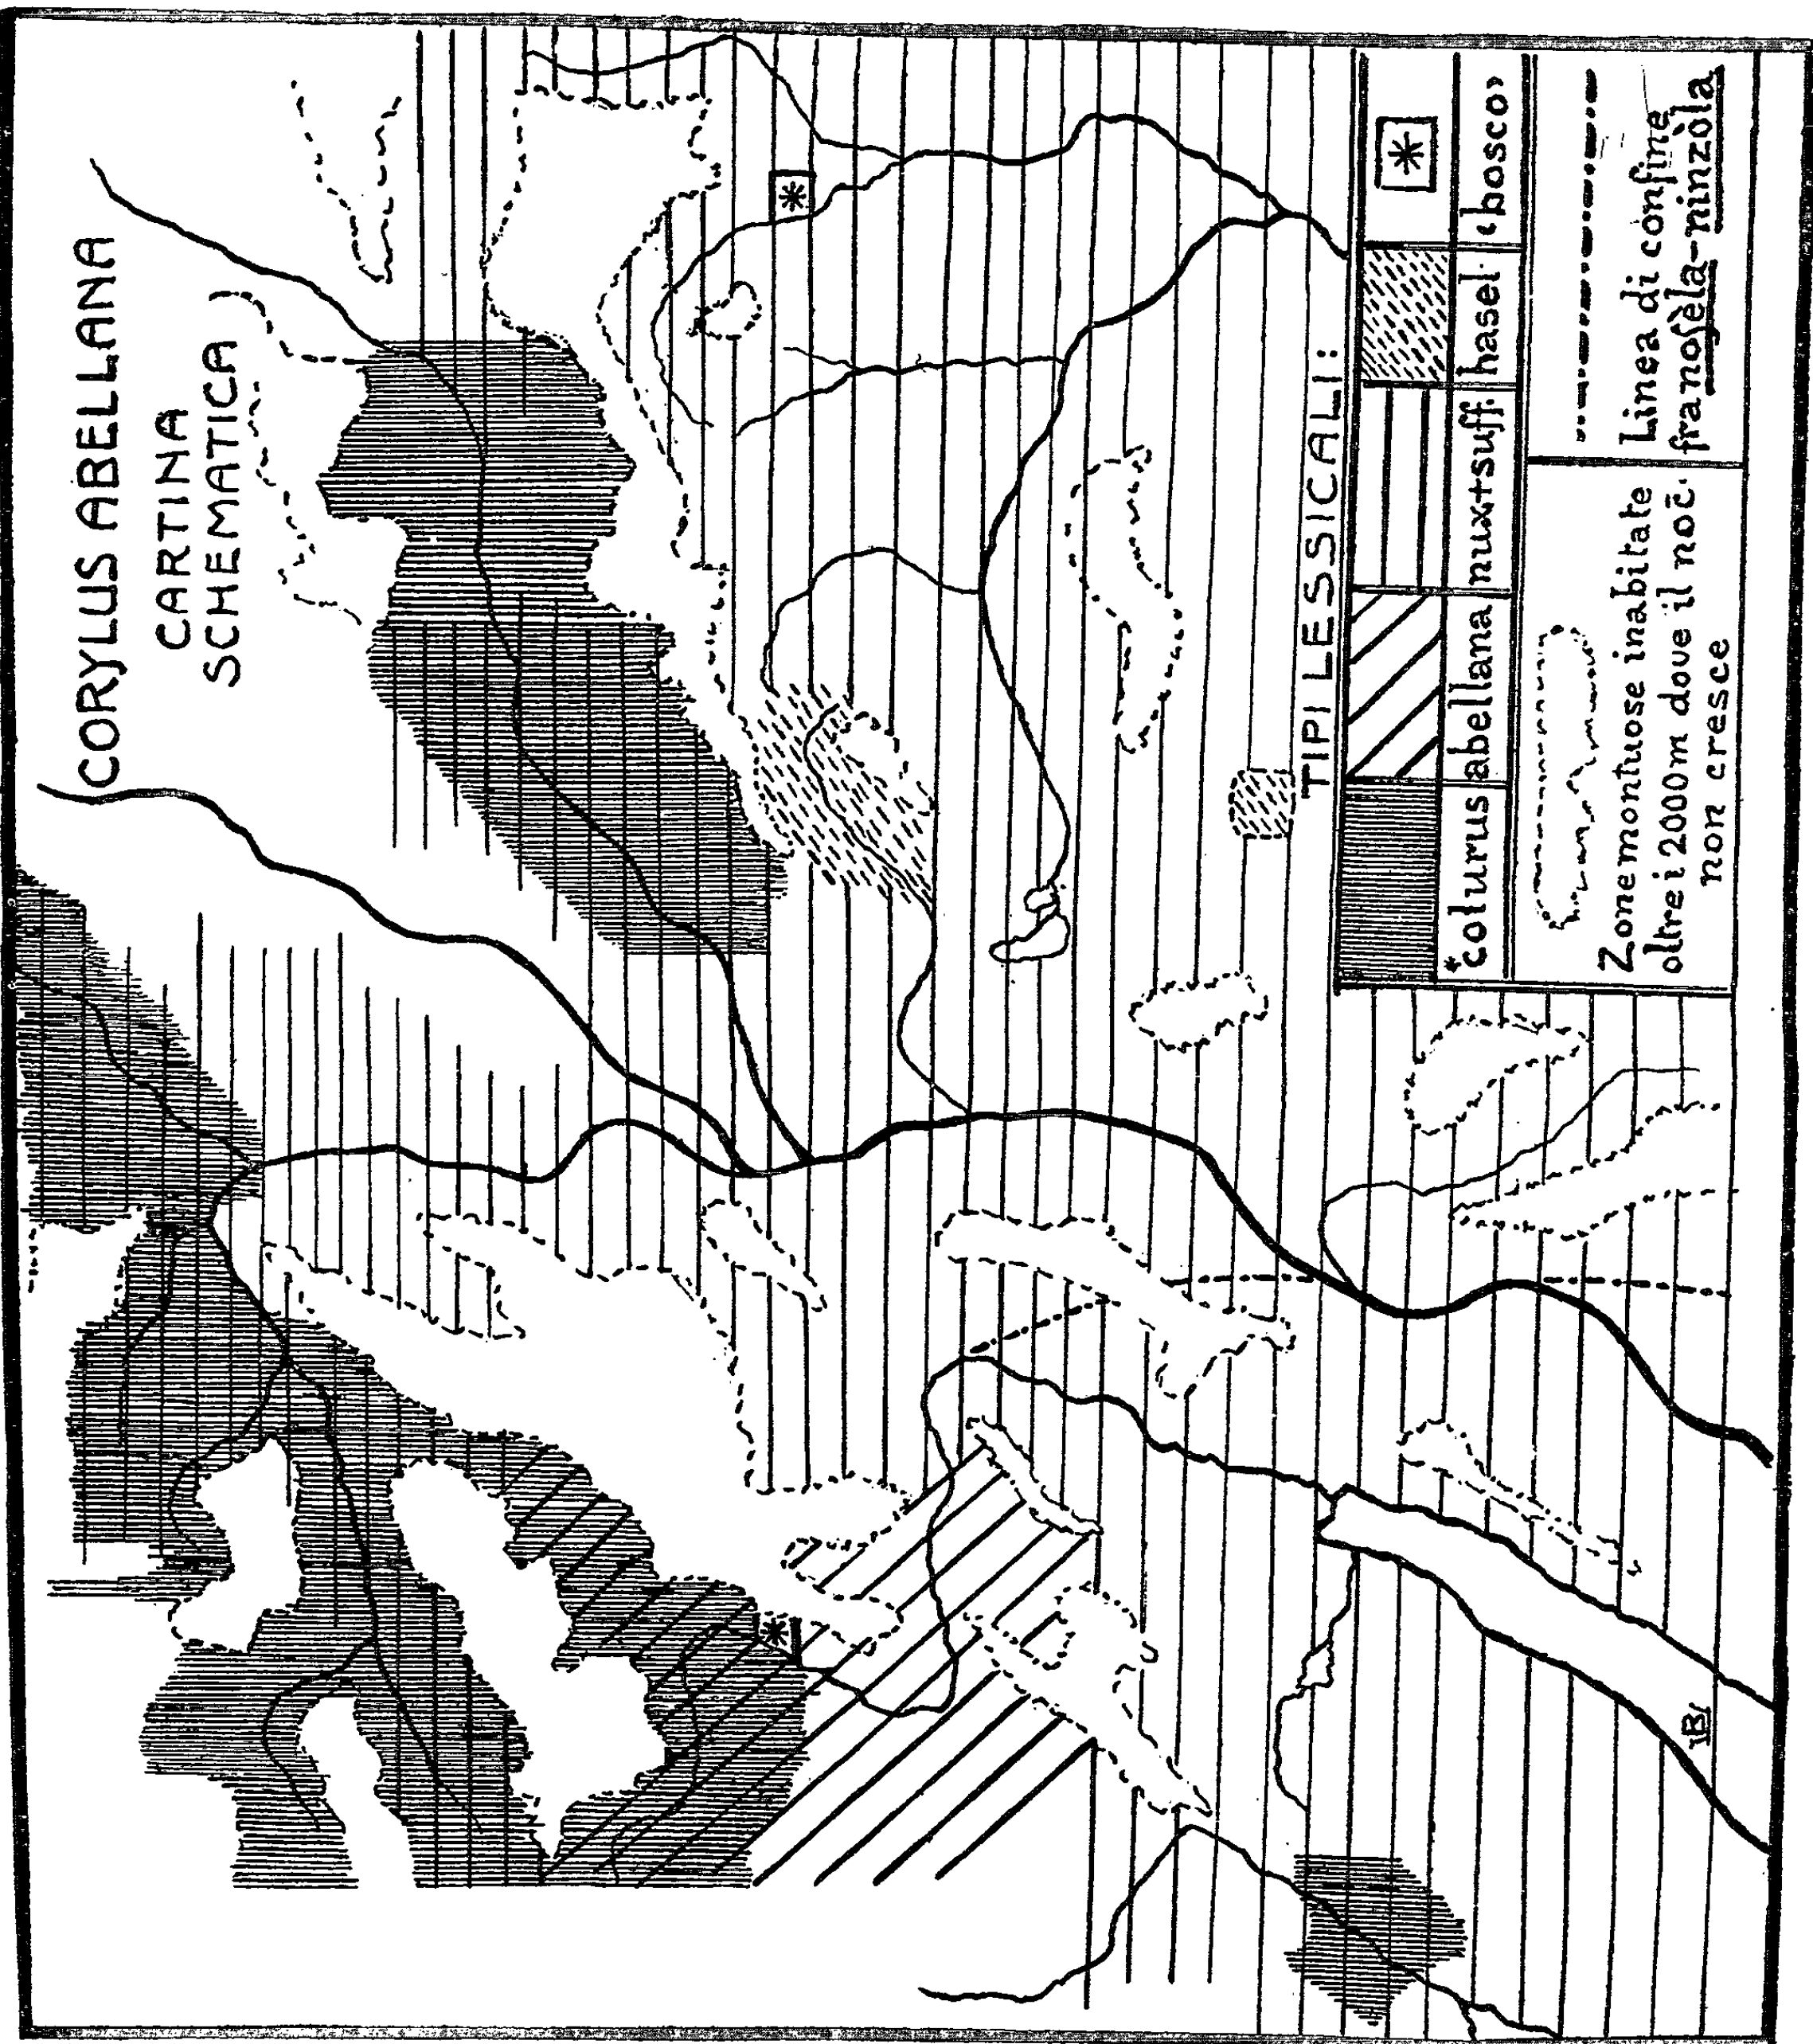 CORYLUS ABELLANA
CARTINA
SCHEMATICA
TIPI LESSICALI:
*colurus
abellana
nux+suff.
hasel
‹bosco›
Zone montuose inabitate
oltre i 2000m dove il noc.
non cresce
Linea di confine
franosèla-ninzòla